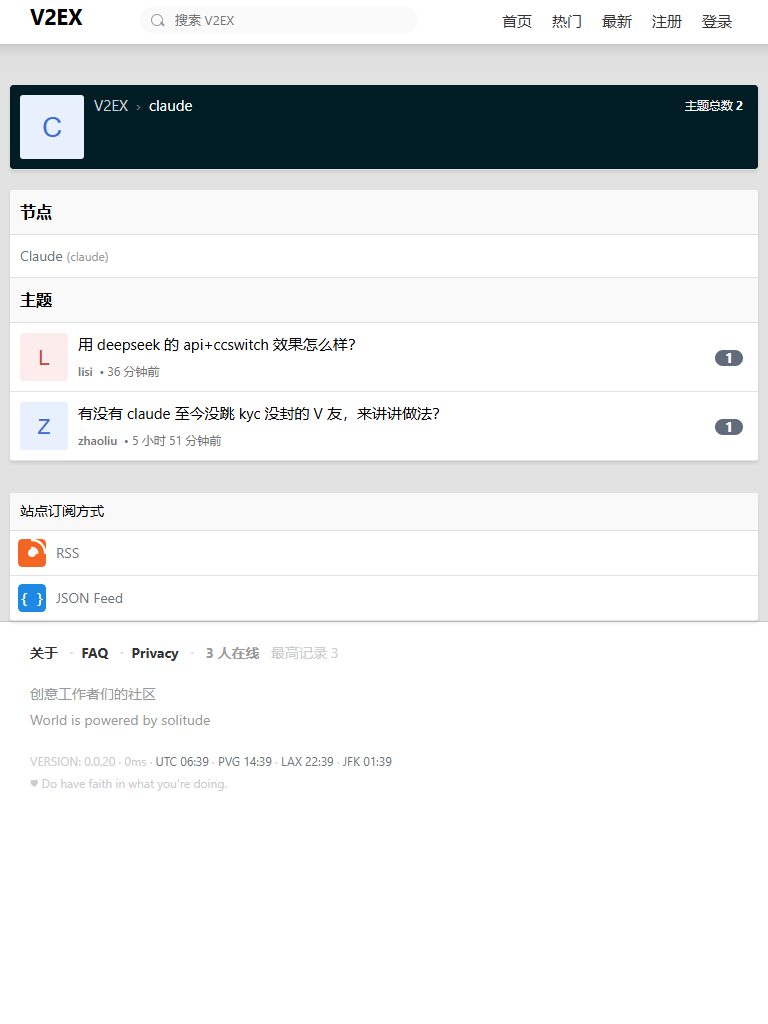 V2EX
搜索 V2EX
首页 热门 最新 注册 登录
C
V2EX › claude
主题总数 2
节点
Claude (claude)
主题
L
用 deepseek 的 api+ccswitch 效果怎么样?
lisi • 36 分钟前
1
Z
有没有 claude 至今没跳 kyc 没封的 V 友，来讲讲做法?
zhaoliu • 5 小时 51 分钟前
1
站点订阅方式
RSS
{ } JSON Feed
关于 · FAQ · Privacy · 3 人在线 最高记录 3
创意工作者们的社区
World is powered by solitude
VERSION: 0.0.20 · 0ms · UTC 06:39 · PVG 14:39 · LAX 22:39 · JFK 01:39
♥ Do have faith in what you're doing.